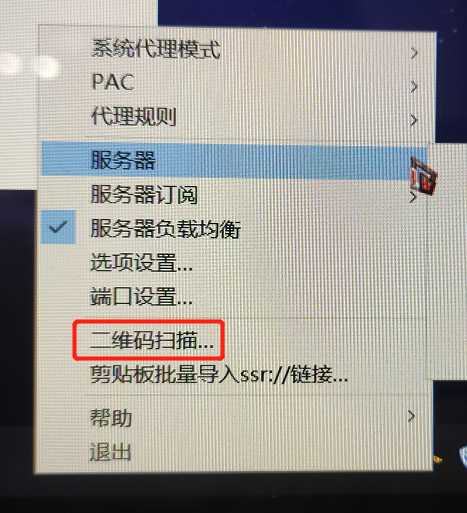 系统代理模式
PAC
代理规则
服务器
服务器订阅
服务器负载均衡
选项设置...
端口设置...
二维码扫描...
剪贴板批量导入ssr://链接...
帮助
退出